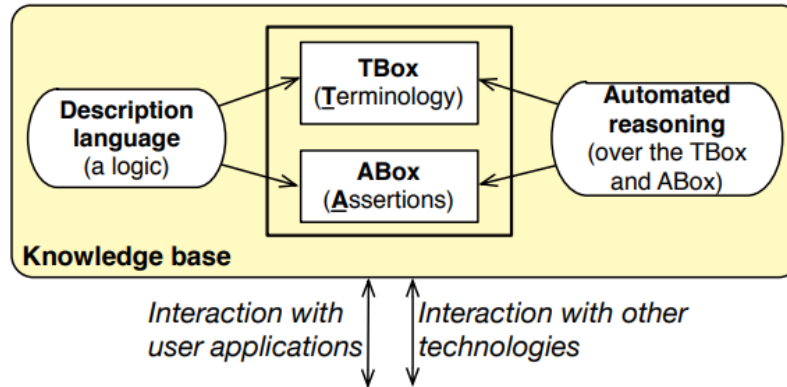 TBox
(Terminology)
Description
language
(a logic)
Automated
reasoning
(over the TBox
and ABox)
ABox
(Assertions)
Knowledge base
Interaction with
user applications
Interaction with other
technologies